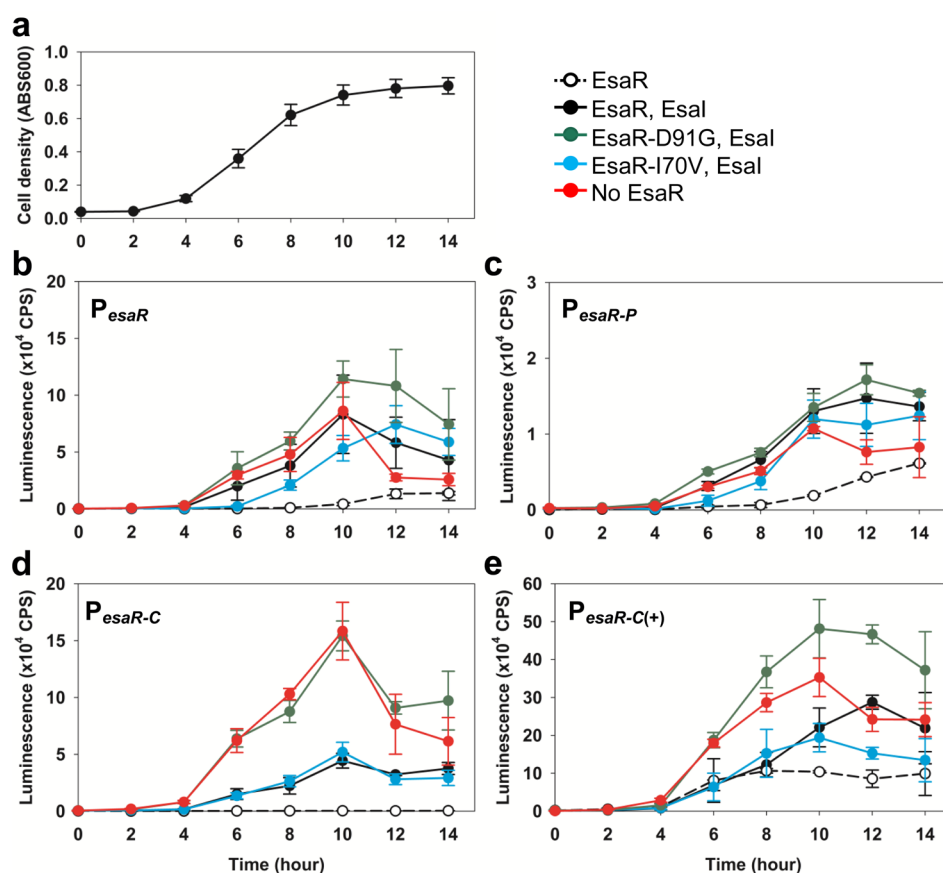 a
Cell density (ABS600)
1.0
0.8
0.6
0.4
0.2
0.0
0 2 4 6 8 10 12 14
EsaR
EsaR, EsaI
EsaR-D91G, EsaI
EsaR-I70V, EsaI
No EsaR
b
PesaR
Luminescence (x10⁴ CPS)
20
15
10
5
0
0 2 4 6 8 10 12 14
c
PesaR-P
Luminescence (x10⁴ CPS)
3
2
1
0
0 2 4 6 8 10 12 14
d
PesaR-C
Luminescence (x10⁴ CPS)
20
15
10
5
0
0 2 4 6 8 10 12 14
Time (hour)
e
PesaR-C(+)
Luminescence (x10⁴ CPS)
60
50
40
30
20
10
0
0 2 4 6 8 10 12 14
Time (hour)